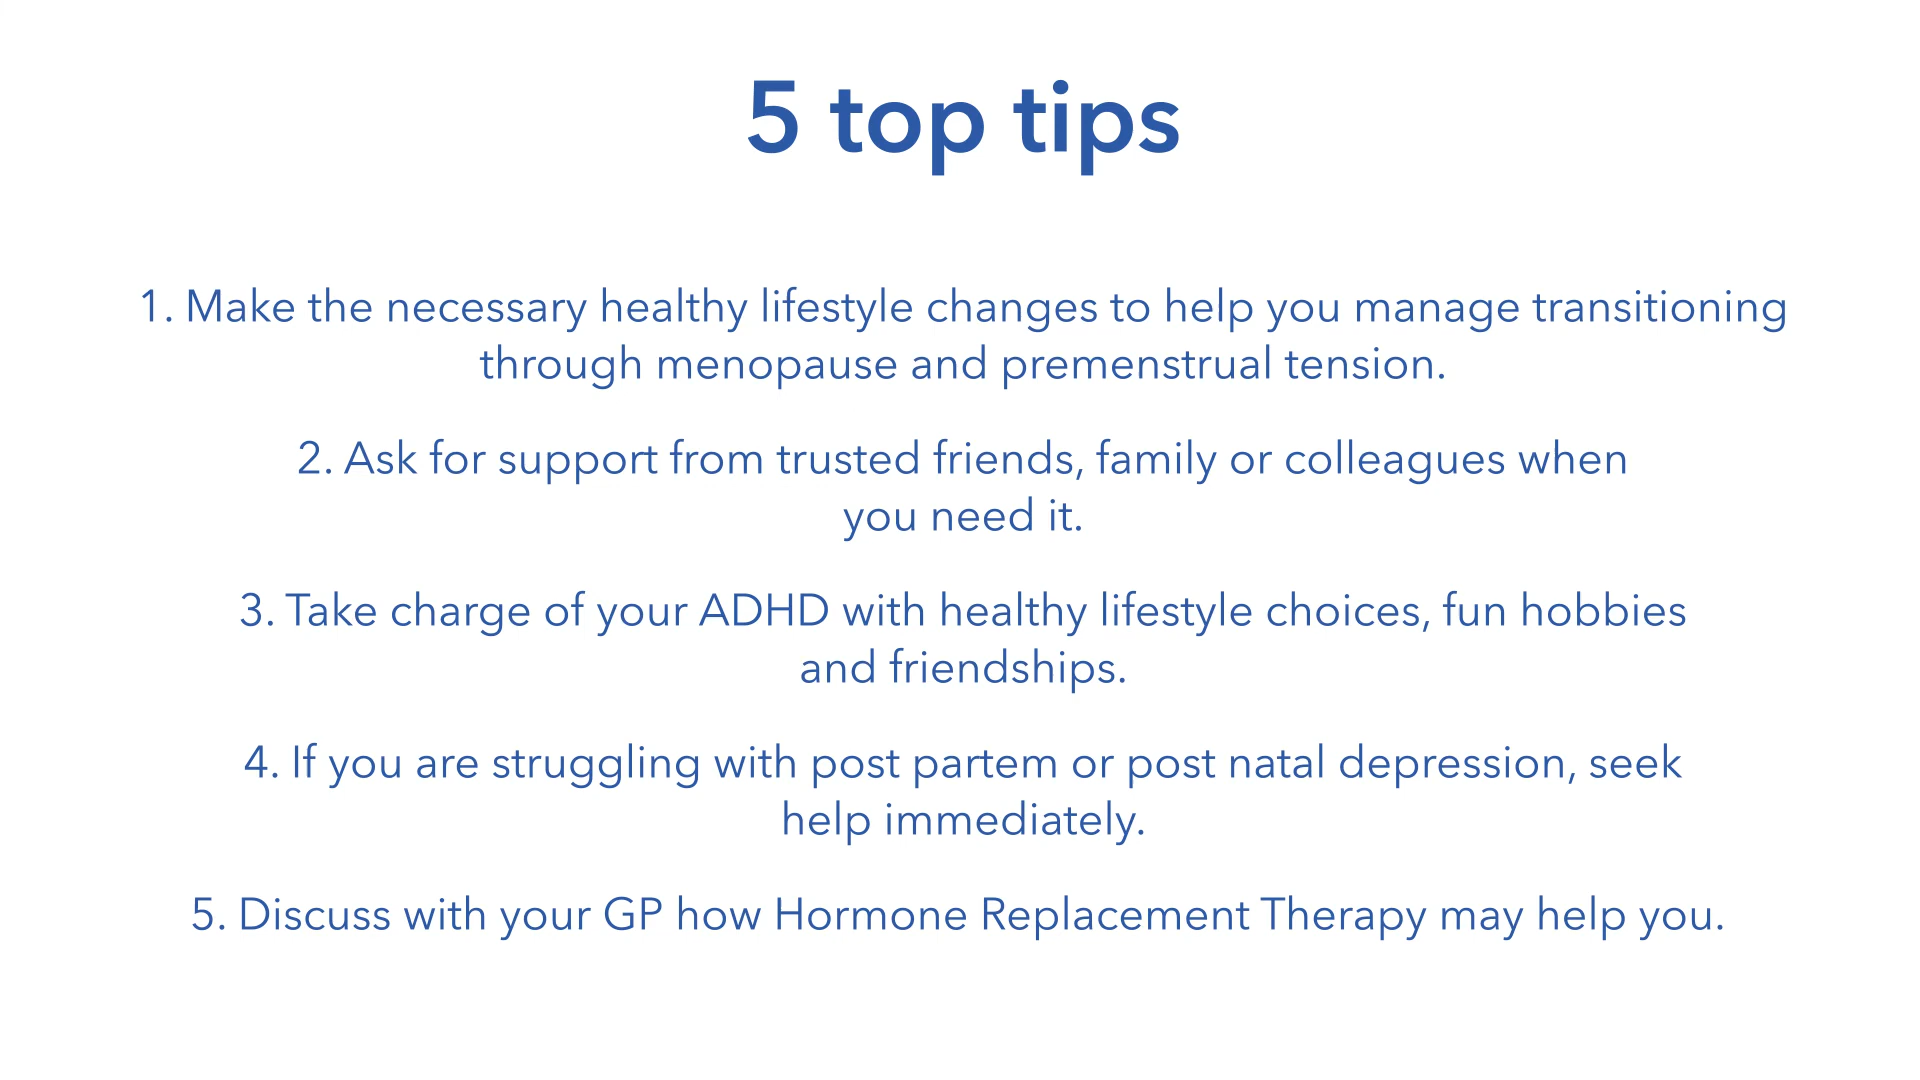 5 top tips
1. Make the necessary healthy lifestyle changes to help you manage transitioning
through menopause and premenstrual tension.
2. Ask for support from trusted friends, family or colleagues when
you need it.
3. Take charge of your ADHD with healthy lifestyle choices, fun hobbies
and friendships.
4. If you are struggling with post partem or post natal depression, seek
help immediately.
5. Discuss with your GP how Hormone Replacement Therapy may help you.